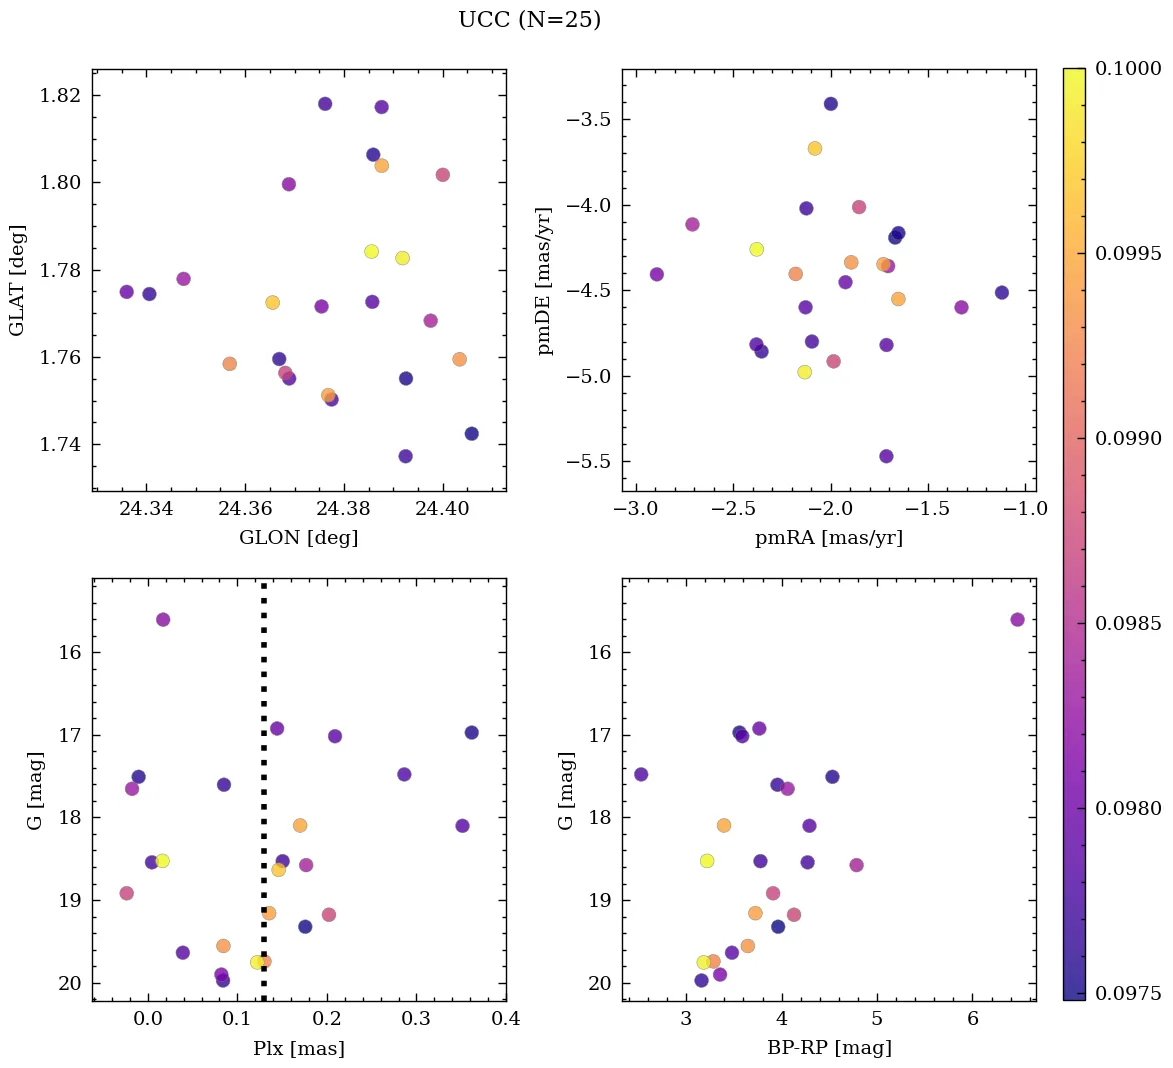 UCC (N=25)
1.82
1.80
1.78
1.76
1.74
GLAT [deg]
24.34 24.36 24.38 24.40
GLON [deg]
−3.5
−4.0
−4.5
−5.0
−5.5
pmDE [mas/yr]
−3.0 −2.5 −2.0 −1.5 −1.0
pmRA [mas/yr]
16
17
18
19
20
G [mag]
0.0 0.1 0.2 0.3 0.4
Plx [mas]
16
17
18
19
20
G [mag]
3 4 5 6
BP-RP [mag]
0.1000
0.0995
0.0990
0.0985
0.0980
0.0975